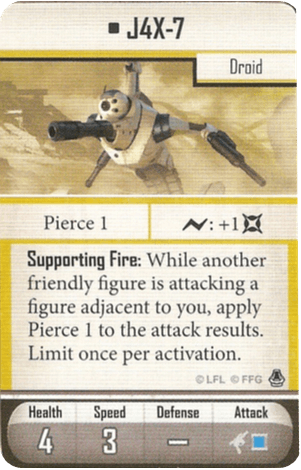 J4X-7
Droid
Pierce 1
: +1
Supporting Fire: While another
friendly figure is attacking a
figure adjacent to you, apply
Pierce 1 to the attack results.
Limit once per activation.
© LFL © FFG
Health Speed Defense Attack
4 3 –